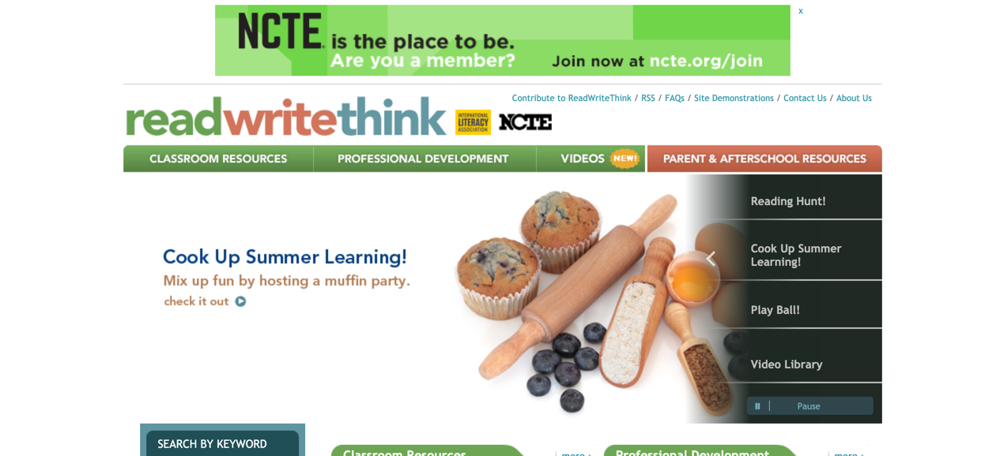 NCTE is the place to be.
Are you a member?
Join now at ncte.org/join
x
Contribute to ReadWriteThink / RSS / FAQs / Site Demonstrations / Contact Us / About Us
readwritethink
INTERNATIONAL
LITERACY
ASSOCIATION
NCTE
CLASSROOM RESOURCES
PROFESSIONAL DEVELOPMENT
VIDEOS NEW!
PARENT & AFTERSCHOOL RESOURCES
Cook Up Summer Learning!
Mix up fun by hosting a muffin party.
check it out
Reading Hunt!
Cook Up Summer
Learning!
Play Ball!
Video Library
Pause
SEARCH BY KEYWORD
Classroom Resources
more
Professional Development
more